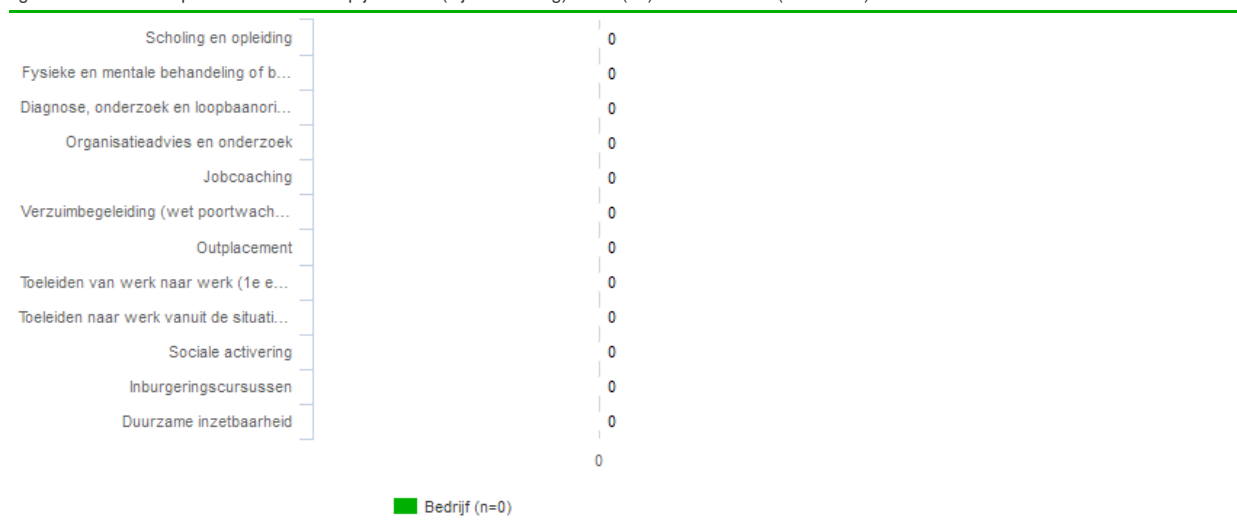 Scholing en opleiding 0
Fysieke en mentale behandeling of b... 0
Diagnose, onderzoek en loopbaanori... 0
Organisatieadvies en onderzoek 0
Jobcoaching 0
Verzuimbegeleiding (wet poortwach... 0
Outplacement 0
Toeleiden van werk naar werk (1e e... 0
Toeleiden naar werk vanuit de situati... 0
Sociale activering 0
Inburgeringscursussen 0
Duurzame inzetbaarheid 0
0
Bedrijf (n=0)